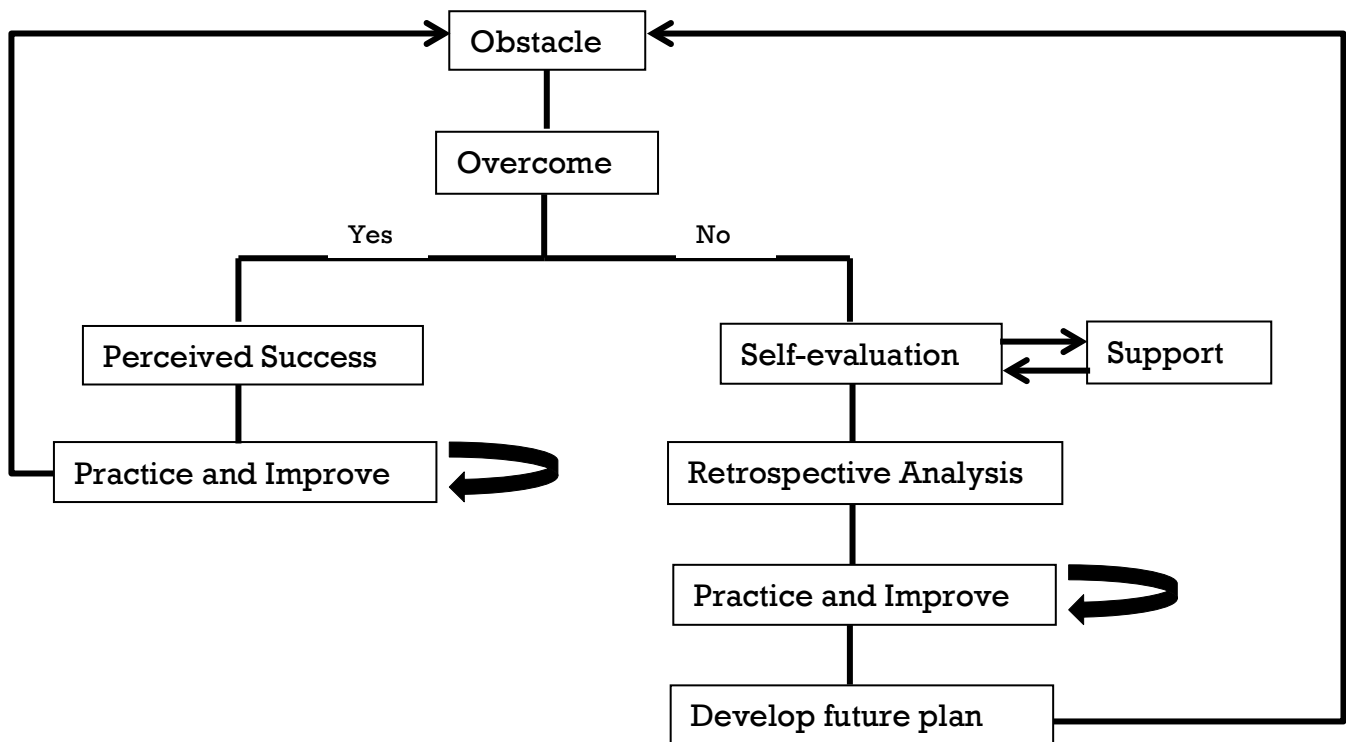 Obstacle
Overcome
Yes
No
Perceived Success
Self-evaluation
Support
Practice and Improve
Retrospective Analysis
Practice and Improve
Develop future plan